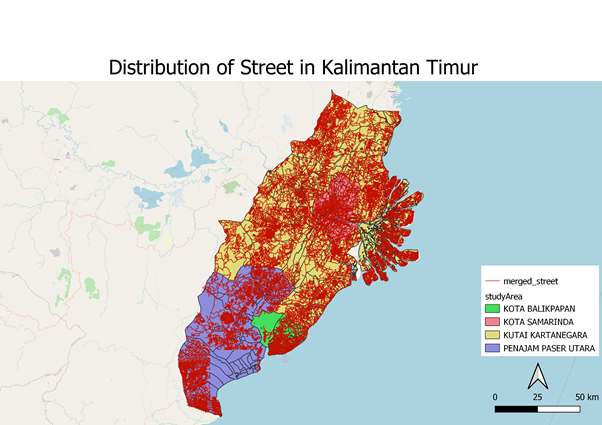 Distribution of Street in Kalimantan Timur
merged_street
studyArea
KOTA BALIKPAPAN
KOTA SAMARINDA
KUTAI KARTANEGARA
PENAJAM PASER UTARA
0 25 50 km